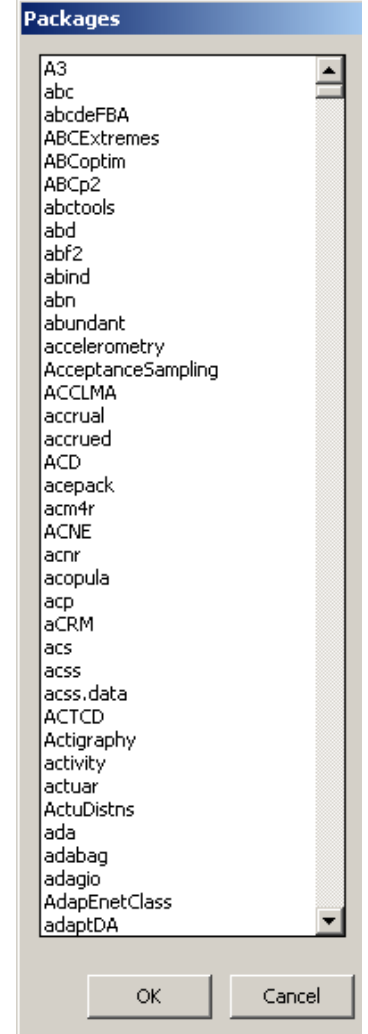 Packages
A3
abc
abcdeFBA
ABCExtremes
ABCoptim
ABCp2
abctools
abd
abf2
abind
abn
abundant
accelerometry
AcceptanceSampling
ACCLMA
accrual
accrued
ACD
acepack
acm4r
ACNE
acnr
acopula
acp
aCRM
acs
acss
acss.data
ACTCD
Actigraphy
activity
actuar
ActuDistns
ada
adabag
adagio
AdapEnetClass
adaptDA
OK Cancel